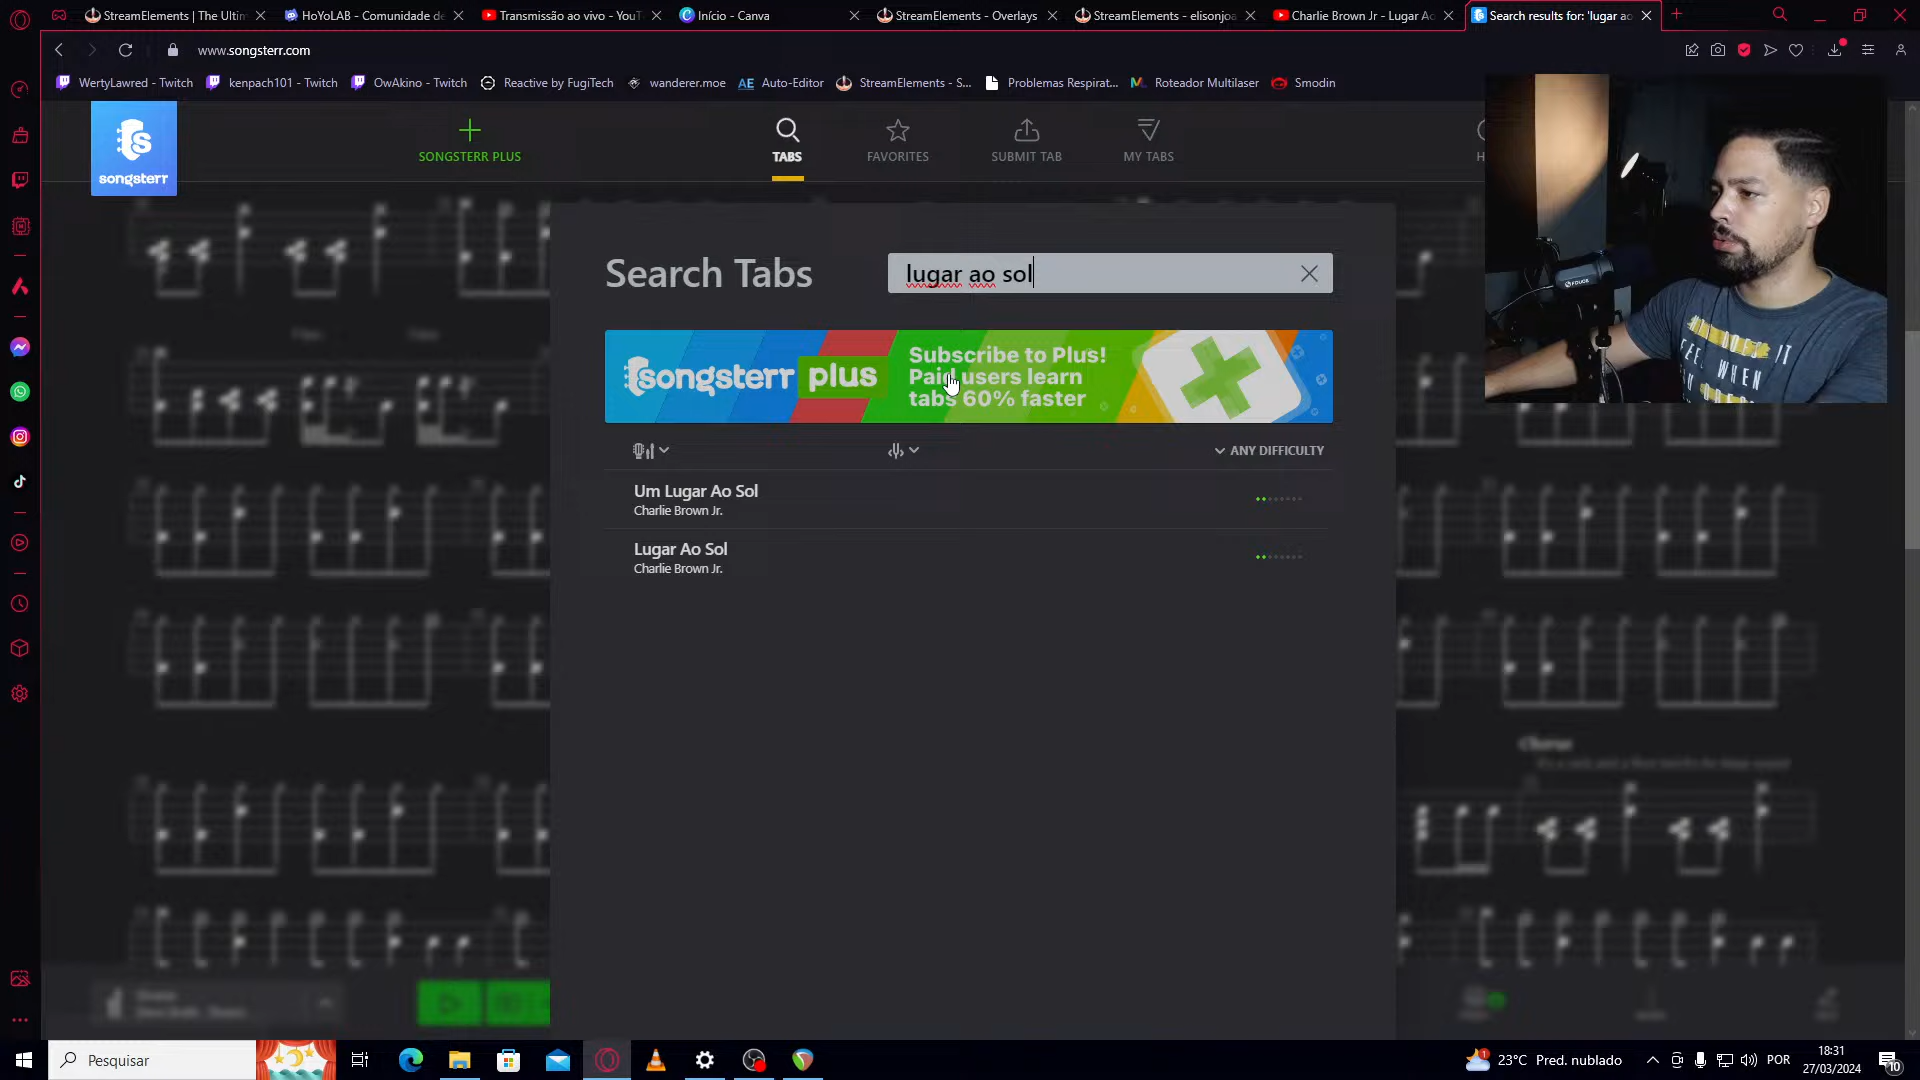 StreamElements | The Ultim
HoYoLAB - Comunidade de
Transmissão ao vivo - YouT
Início - Canva
StreamElements - Overlays
StreamElements - elisonjoa
Charlie Brown Jr - Lugar Ao
Search results for: 'lugar ao
www.songsterr.com
WertyLawred - Twitch
kenpach101 - Twitch
OwAkino - Twitch
Reactive by FugiTech
wanderer.moe
AE Auto-Editor
StreamElements - S...
Problemas Respirat...
Roteador Multilaser
Smodin
songsterr
SONGSTERR PLUS
TABS
FAVORITES
SUBMIT TAB
MY TABS
H
Search Tabs
lugar ao sol
songsterr plus
Subscribe to Plus!
Paid users learn
tabs 60% faster
ANY DIFFICULTY
Um Lugar Ao Sol
Charlie Brown Jr.
Lugar Ao Sol
Charlie Brown Jr.
Chorus
Pesquisar
23°C Pred. nublado
POR
18:31
27/03/2024
10